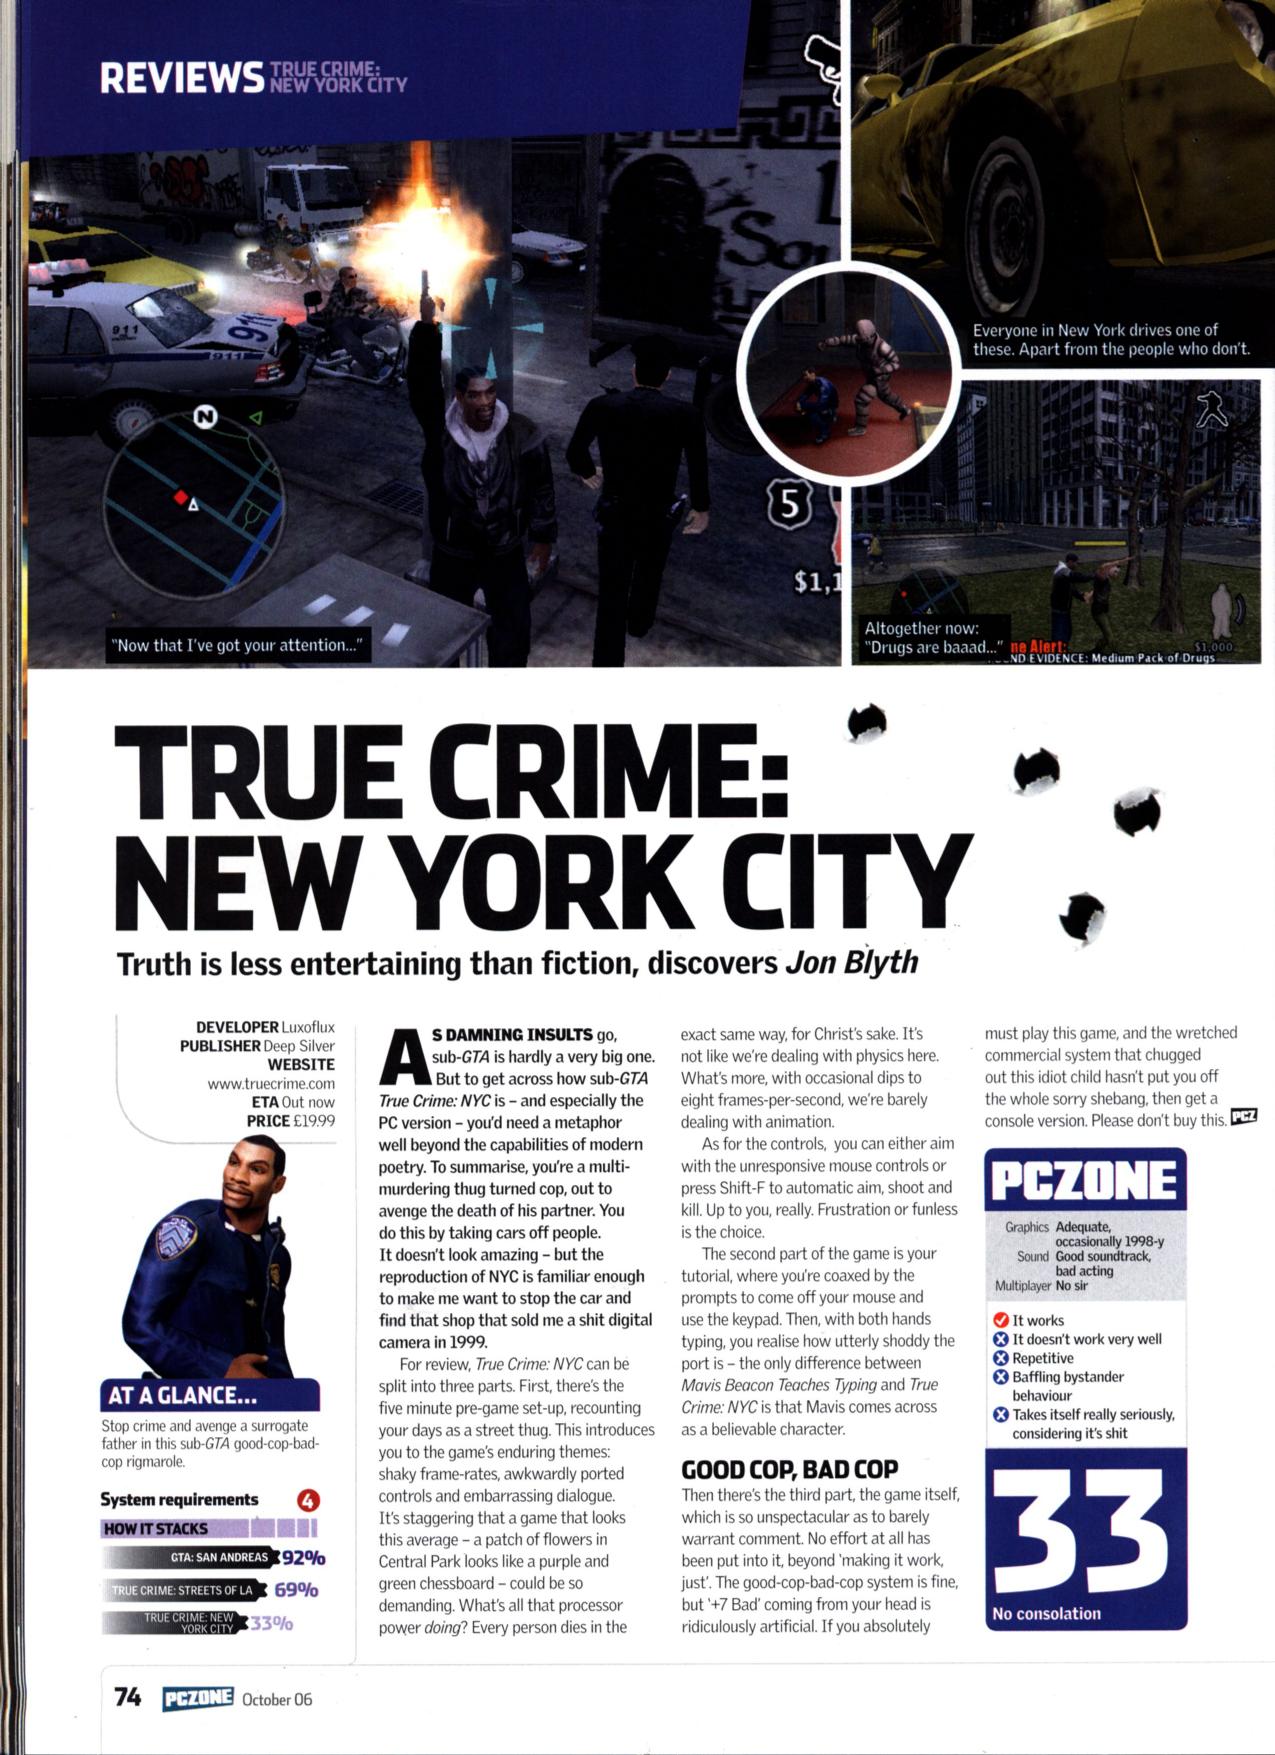 REVIEWS TRUE CRIME:
NEW YORK CITY
911
911
911
N
5
$1,1
"Now that I've got your attention..."
Everyone in New York drives one of
these. Apart from the people who don't.
Altogether now:
"Drugs are baaad..."
ne Alert:
ND EVIDENCE: Medium Pack of Drugs
$1,000
TRUE CRIME:
NEW YORK CITY
Truth is less entertaining than fiction, discovers Jon Blyth
DEVELOPER Luxoflux
PUBLISHER Deep Silver
WEBSITE
www.truecrime.com
ETA Out now
PRICE £19.99
AT A GLANCE...
Stop crime and avenge a surrogate
father in this sub-GTA good-cop-bad-
cop rigmarole.
System requirements 4
HOW IT STACKS
GTA: SAN ANDREAS 92%
TRUE CRIME: STREETS OF LA 69%
TRUE CRIME: NEW
YORK CITY 33%
AS DAMNING INSULTS go,
sub-GTA is hardly a very big one.
But to get across how sub-GTA
True Crime: NYC is – and especially the
PC version – you'd need a metaphor
well beyond the capabilities of modern
poetry. To summarise, you're a multi-
murdering thug turned cop, out to
avenge the death of his partner. You
do this by taking cars off people.
It doesn't look amazing – but the
reproduction of NYC is familiar enough
to make me want to stop the car and
find that shop that sold me a shit digital
camera in 1999.
For review, True Crime: NYC can be
split into three parts. First, there's the
five minute pre-game set-up, recounting
your days as a street thug. This introduces
you to the game's enduring themes:
shaky frame-rates, awkwardly ported
controls and embarrassing dialogue.
It's staggering that a game that looks
this average – a patch of flowers in
Central Park looks like a purple and
green chessboard – could be so
demanding. What's all that processor
power doing? Every person dies in the
exact same way, for Christ's sake. It's
not like we're dealing with physics here.
What's more, with occasional dips to
eight frames-per-second, we're barely
dealing with animation.
As for the controls, you can either aim
with the unresponsive mouse controls or
press Shift-F to automatic aim, shoot and
kill. Up to you, really. Frustration or funless
is the choice.
The second part of the game is your
tutorial, where you're coaxed by the
prompts to come off your mouse and
use the keypad. Then, with both hands
typing, you realise how utterly shoddy the
port is – the only difference between
Mavis Beacon Teaches Typing and True
Crime: NYC is that Mavis comes across
as a believable character.
GOOD COP, BAD COP
Then there's the third part, the game itself,
which is so unspectacular as to barely
warrant comment. No effort at all has
been put into it, beyond 'making it work,
just'. The good-cop-bad-cop system is fine,
but '+7 Bad' coming from your head is
ridiculously artificial. If you absolutely
must play this game, and the wretched
commercial system that chugged
out this idiot child hasn't put you off
the whole sorry shebang, then get a
console version. Please don't buy this. PCZ
PCZONE
Graphics Adequate,
occasionally 1998-y
Sound Good soundtrack,
bad acting
Multiplayer No sir
It works
It doesn't work very well
Repetitive
Baffling bystander
behaviour
Takes itself really seriously,
considering it's shit
33
No consolation
74 PCZONE October 06